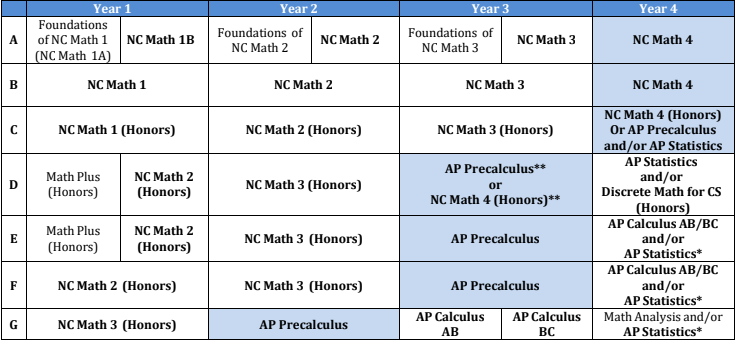 Year 1 Year 2 Year 3 Year 4
A
Foundations
of NC Math 1
(NC Math 1A)
NC Math 1B
Foundations of
NC Math 2
NC Math 2
Foundations of
NC Math 3
NC Math 3
NC Math 4
B
NC Math 1
NC Math 2
NC Math 3
NC Math 4
C
NC Math 1 (Honors)
NC Math 2 (Honors)
NC Math 3 (Honors)
NC Math 4 (Honors)
Or AP Precalculus
and/or AP Statistics
D
Math Plus
(Honors)
NC Math 2
(Honors)
NC Math 3 (Honors)
AP Precalculus**
or
NC Math 4 (Honors)**
AP Statistics
and/or
Discrete Math for CS
(Honors)
E
Math Plus
(Honors)
NC Math 2
(Honors)
NC Math 3 (Honors)
AP Precalculus
AP Calculus AB/BC
and/or
AP Statistics*
F
NC Math 2 (Honors)
NC Math 3 (Honors)
AP Precalculus
AP Calculus AB/BC
and/or
AP Statistics*
G
NC Math 3 (Honors)
AP Precalculus
AP Calculus
AB
AP Calculus
BC
Math Analysis and/or
AP Statistics*